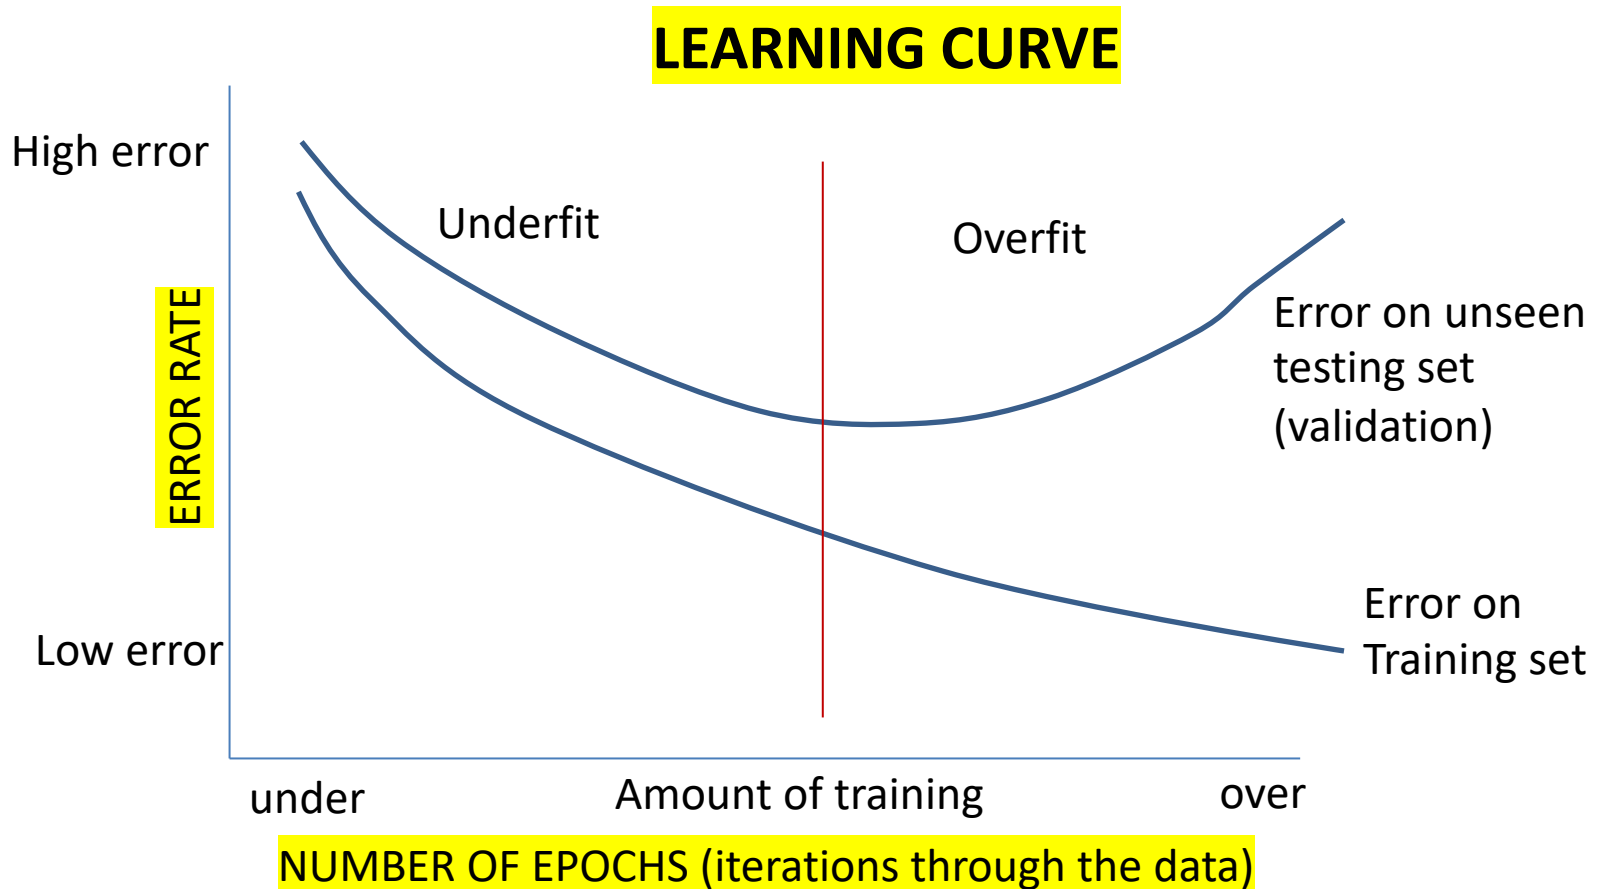 LEARNING CURVE
High error
Underfit
Overfit
ERROR RATE
Error on unseen
testing set
(validation)
Error on
Training set
Low error
under
Amount of training
over
NUMBER OF EPOCHS (iterations through the data)